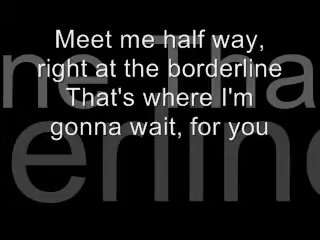 Meet me half way,
right at the borderline
That's where I'm
gonna wait, for you